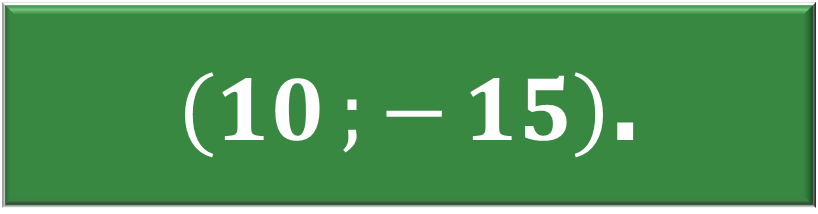 (10 ; − 15).